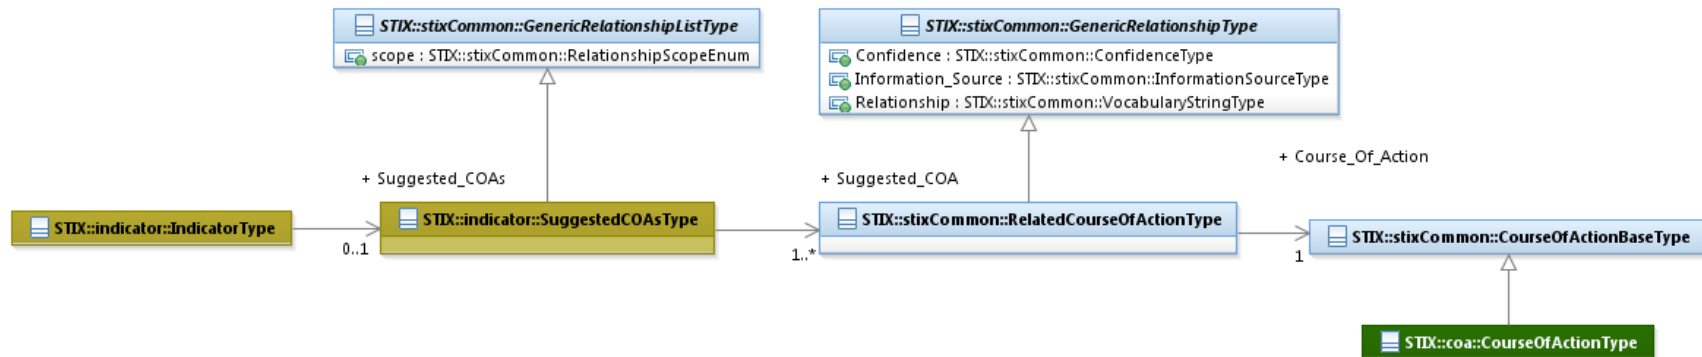 STIX::stixCommon::GenericRelationshipListType
scope : STIX::stixCommon::RelationshipScopeEnum
STIX::stixCommon::GenericRelationshipType
Confidence : STIX::stixCommon::ConfidenceType
Information_Source : STIX::stixCommon::InformationSourceType
Relationship : STIX::stixCommon::VocabularyStringType
+ Suggested_COAs
+ Suggested_COA
+ Course_Of_Action
STIX::indicator::IndicatorType
0..1
STIX::indicator::SuggestedCOAsType
1..*
STIX::stixCommon::RelatedCourseOfActionType
1
STIX::stixCommon::CourseOfActionBaseType
STIX::coa::CourseOfActionType